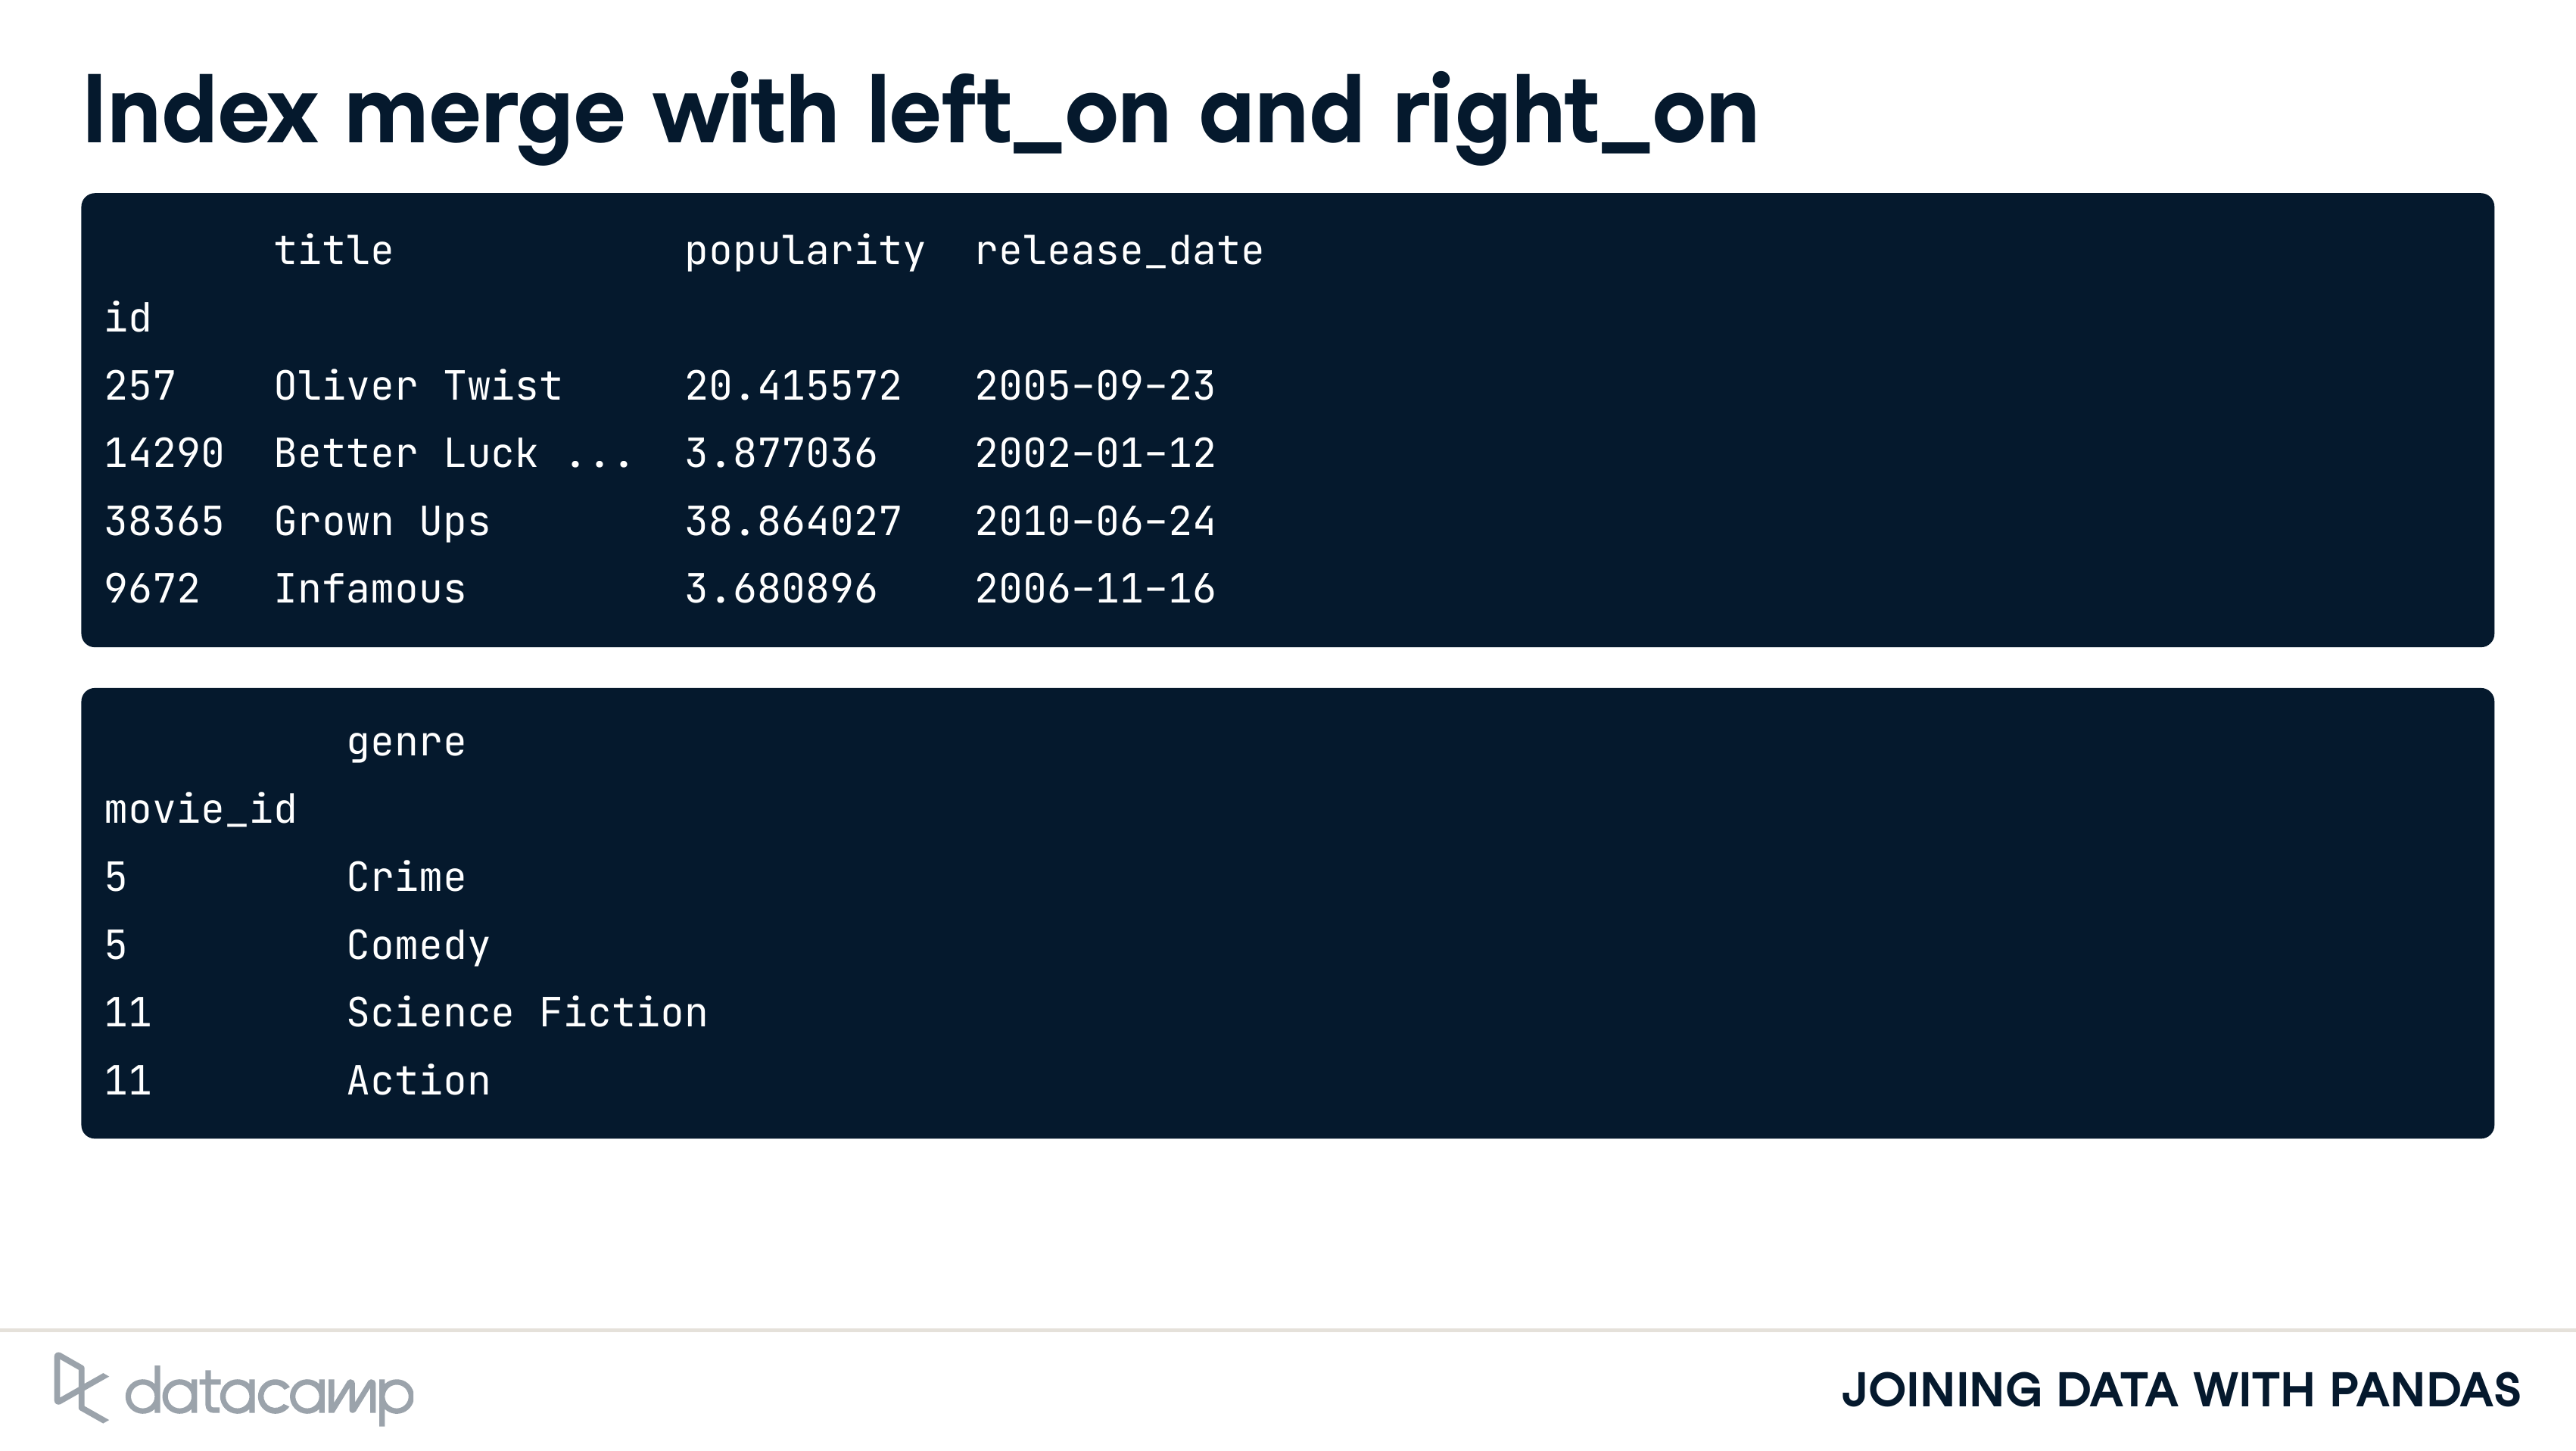 Index merge with left_on and right_on
title popularity release_date
id
257 Oliver Twist 20.415572 2005-09-23
14290 Better Luck ... 3.877036 2002-01-12
38365 Grown Ups 38.864027 2010-06-24
9672 Infamous 3.680896 2006-11-16
genre
movie_id
5 Crime
5 Comedy
11 Science Fiction
11 Action
datacamp
JOINING DATA WITH PANDAS